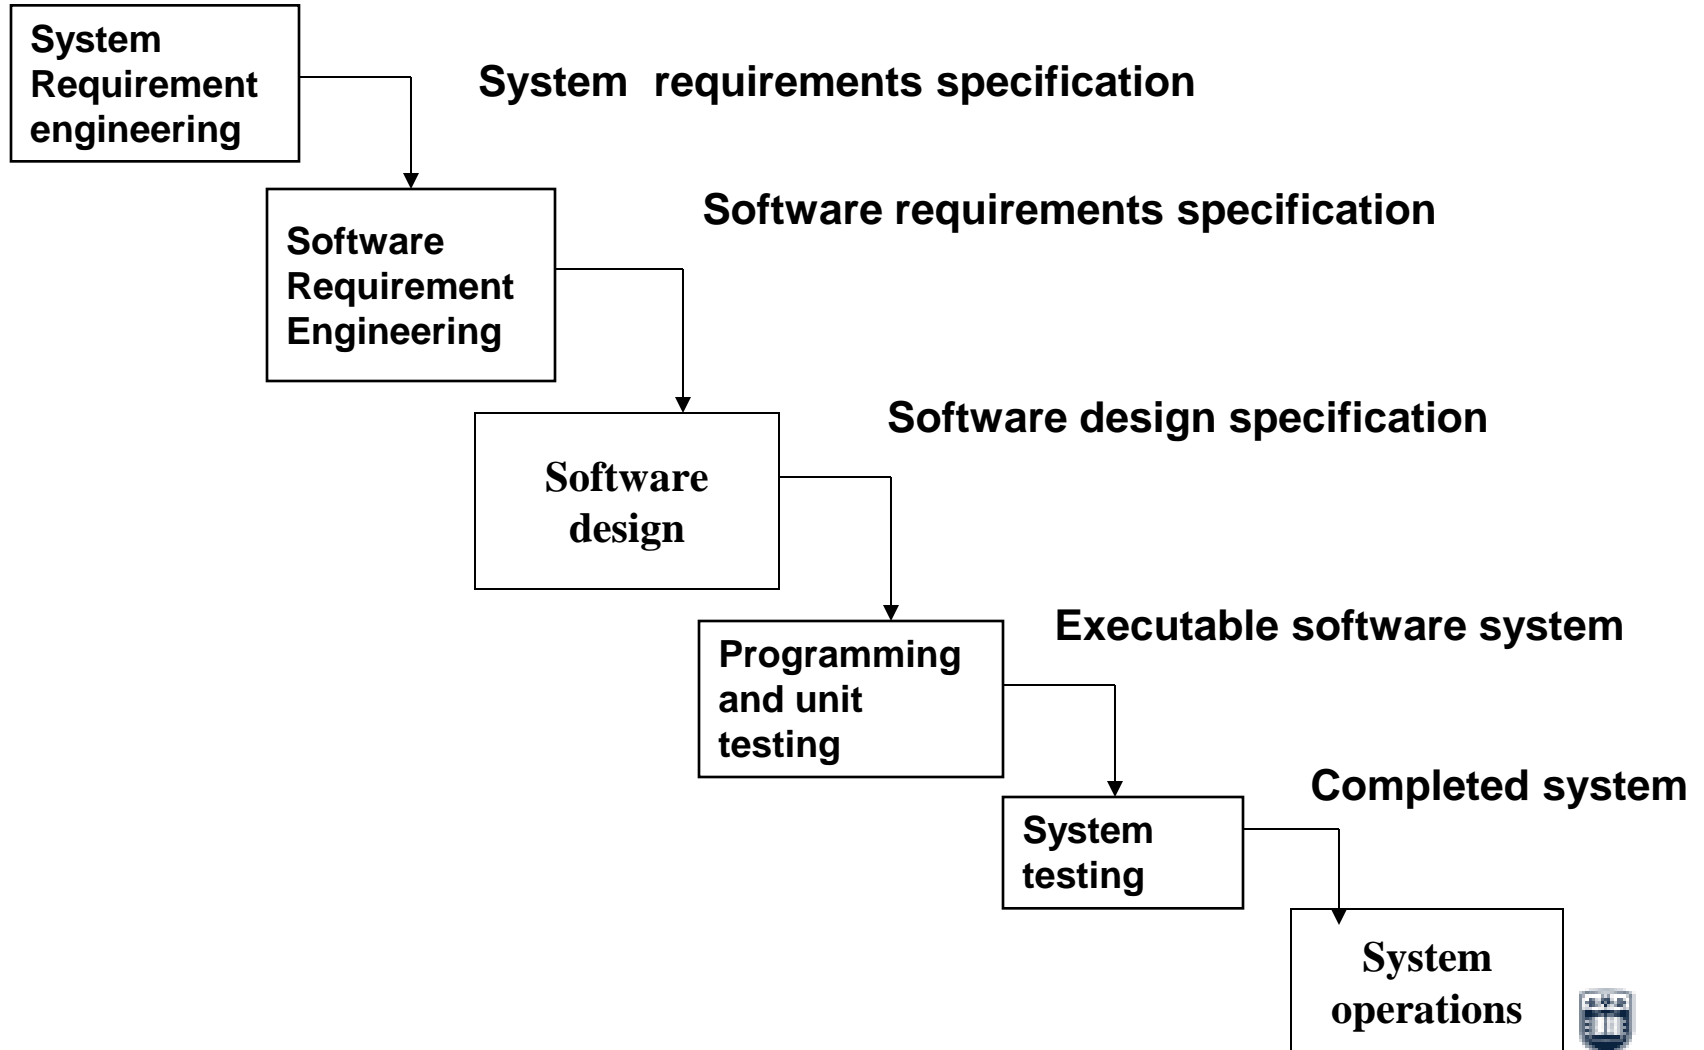 System
Requirement
engineering
System requirements specification
Software requirements specification
Software
Requirement
Engineering
Software design specification
Software
design
Executable software system
Programming
and unit
testing
Completed system
System
testing
System
operations